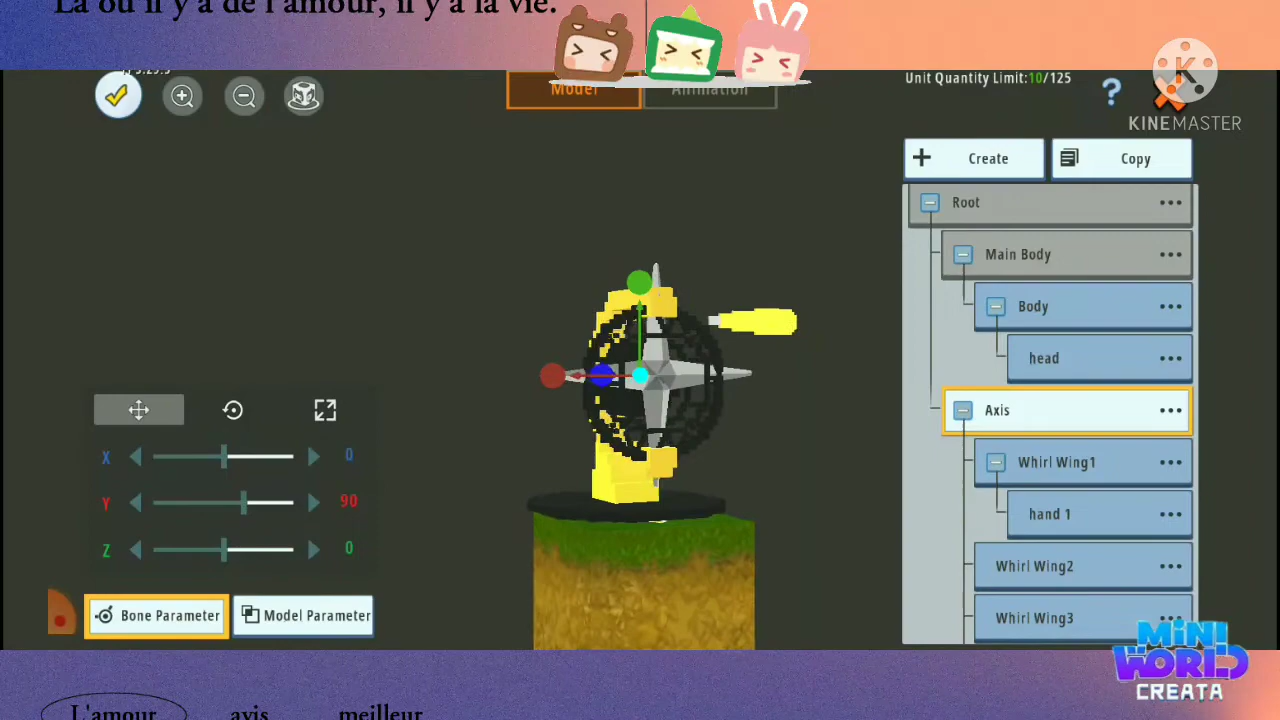 Là où il y a de l'amour, il y a la vie.
Model
Animation
Unit Quantity Limit:10/125
?
K
KINEMASTER
Create
Copy
Root
Main Body
Body
head
Axis
Whirl Wing1
hand 1
Whirl Wing2
Whirl Wing3
X 0
Y 90
Z 0
Bone Parameter
Model Parameter
MiNi
WORLD
CREATA
L'amour avis meilleur